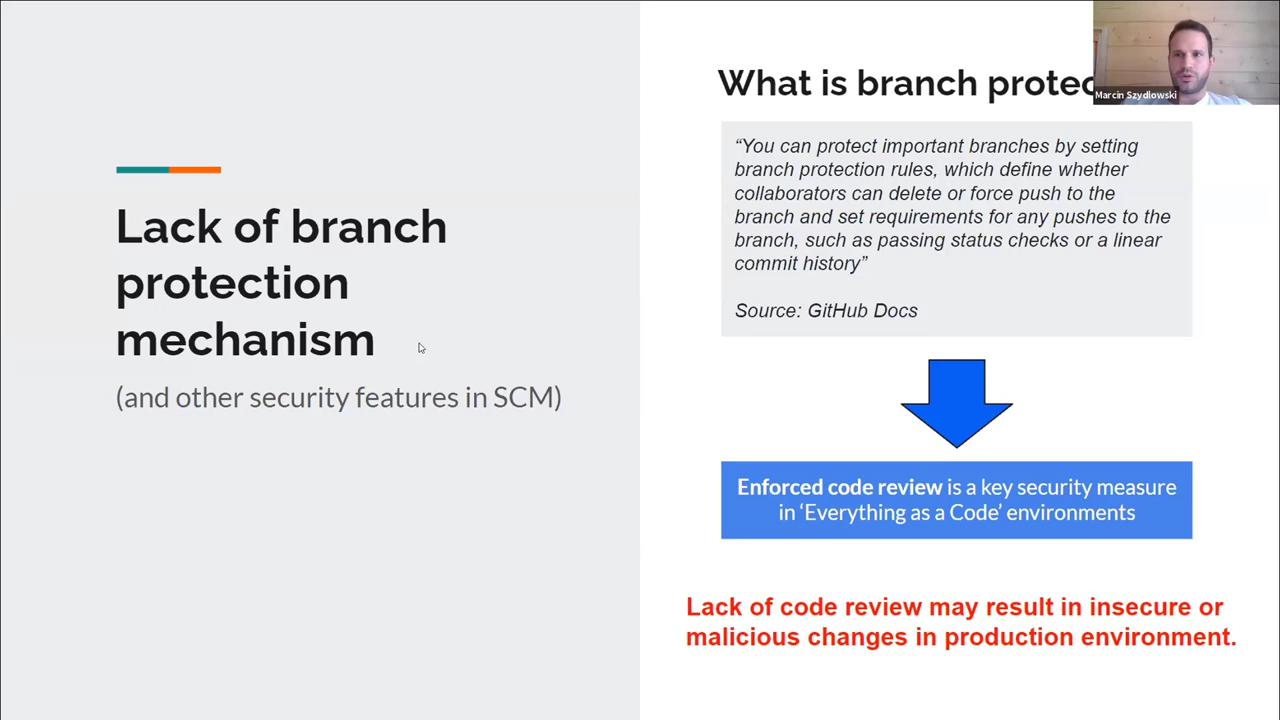 Lack of branch
protection
mechanism
(and other security features in SCM)
What is branch
Marcin Szydlowski
“You can protect important branches by setting
branch protection rules, which define whether
collaborators can delete or force push to the
branch and set requirements for any pushes to the
branch, such as passing status checks or a linear
commit history”
Source: GitHub Docs
Enforced code review is a key security measure
in ‘Everything as a Code’ environments
Lack of code review may result in insecure or
malicious changes in production environment.